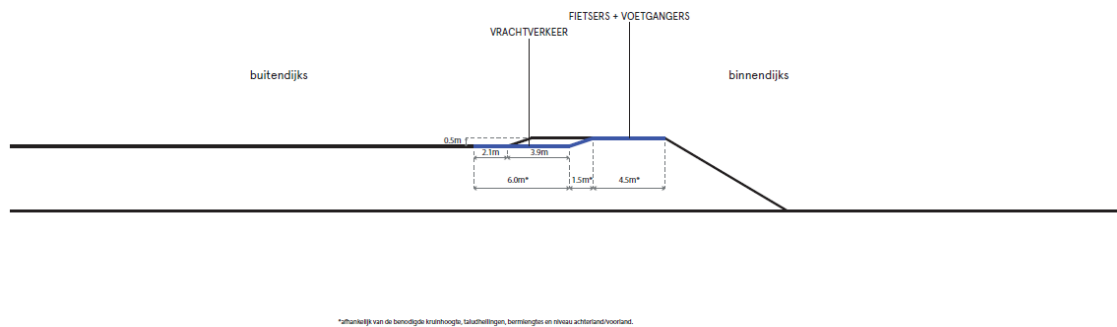 FIETSERS + VOETGANGERS
VRACHTVERKEER
buitendijks
binnendijks
0.5m
2.1m
3.9m
6.0m*
1.5m*
4.5m*
*afhankelijk van de benodigde kruinhoogte, taludhellingen, bermlengtes en niveau achterland/voorland.